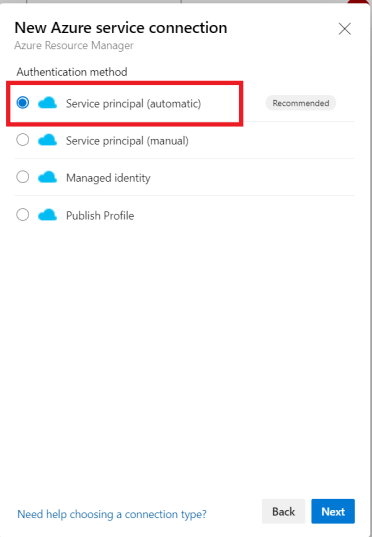 New Azure service connection
Azure Resource Manager
Authentication method
Service principal (automatic) Recommended
Service principal (manual)
Managed identity
Publish Profile
Need help choosing a connection type? Back Next